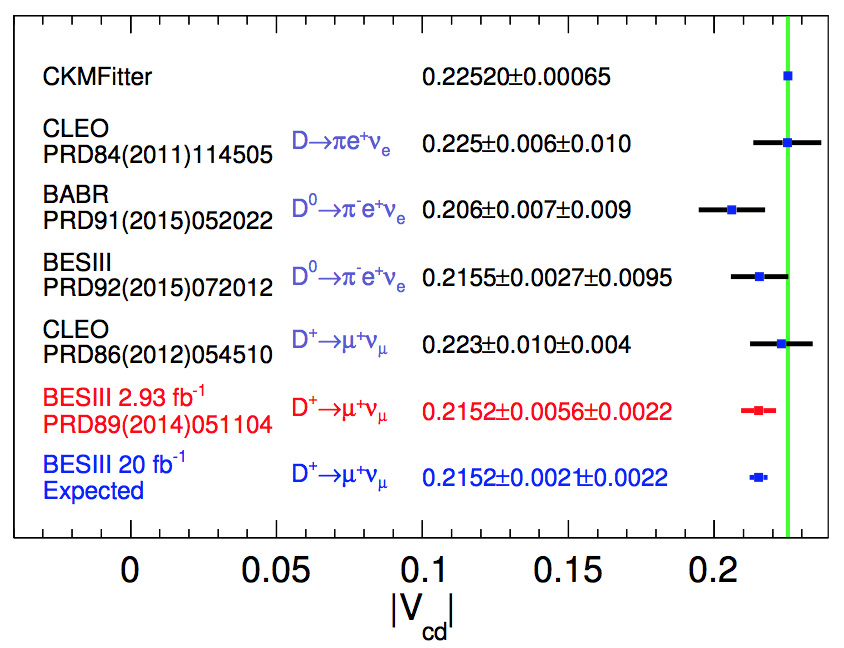 CKMFitter 0.22520±0.00065
CLEO
PRD84(2011)114505 D→πe⁺νₑ 0.225±0.006±0.010
BABR
PRD91(2015)052022 D⁰→π⁻e⁺νₑ 0.206±0.007±0.009
BESIII
PRD92(2015)072012 D⁰→π⁻e⁺νₑ 0.2155±0.0027±0.0095
CLEO
PRD86(2012)054510 D⁺→μ⁺ν_μ 0.223±0.010±0.004
BESIII 2.93 fb⁻¹
PRD89(2014)051104 D⁺→μ⁺ν_μ 0.2152±0.0056±0.0022
BESIII 20 fb⁻¹
Expected D⁺→μ⁺ν_μ 0.2152±0.0021±0.0022
0 0.05 0.1 0.15 0.2
|V_cd|